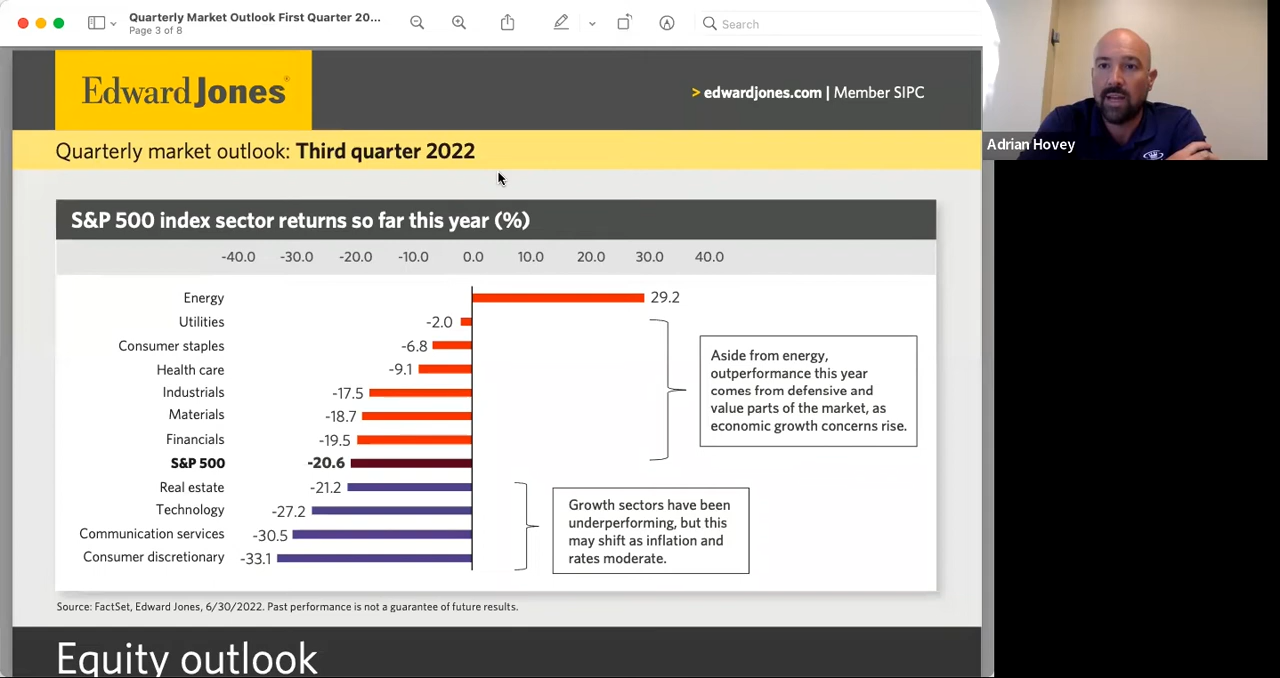 Quarterly Market Outlook First Quarter 20...
Page 3 of 8
Search
Edward Jones®
> edwardjones.com | Member SIPC
Adrian Hovey
Quarterly market outlook: Third quarter 2022
S&P 500 index sector returns so far this year (%)
-40.0 -30.0 -20.0 -10.0 0.0 10.0 20.0 30.0 40.0
Energy 29.2
Utilities -2.0
Consumer staples -6.8
Health care -9.1
Industrials -17.5
Materials -18.7
Financials -19.5
S&P 500 -20.6
Real estate -21.2
Technology -27.2
Communication services -30.5
Consumer discretionary -33.1
Aside from energy,
outperformance this year
comes from defensive and
value parts of the market, as
economic growth concerns rise.
Growth sectors have been
underperforming, but this
may shift as inflation and
rates moderate.
Source: FactSet, Edward Jones, 6/30/2022. Past performance is not a guarantee of future results.
Equity outlook